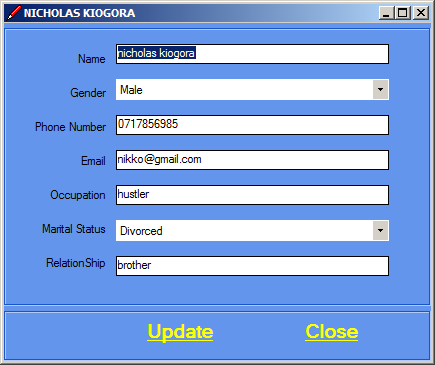 NICHOLAS KIOGORA
Name nicholas kiogora
Gender Male
Phone Number 0717856985
Email nikko@gmail.com
Occupation hustler
Marital Status Divorced
RelationShip brother
Update Close